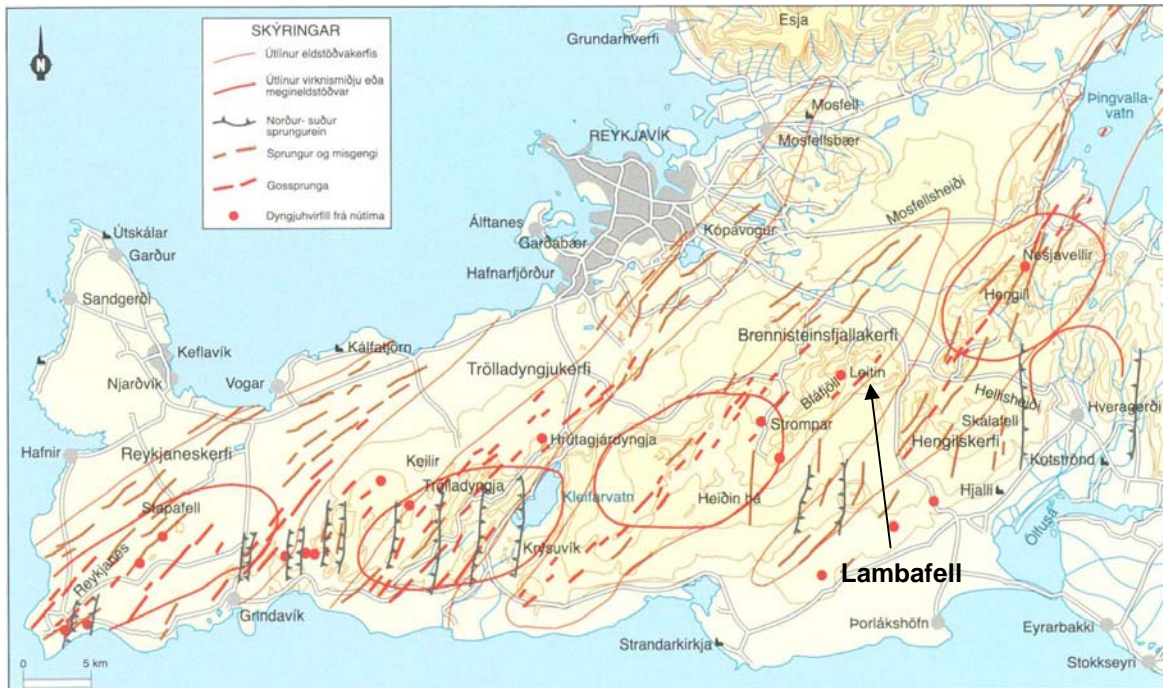 SKÝRINGAR
Útlínur eldstöðvakerfis
Útlínur virknismiðju eða
megineldstöðvar
Norður- suður
sprungurein
Sprungur og misgengi
Gossprunga
Dyngjuhvirfill frá nútíma
N
Esja
Grundarhverfi
Mosfell
Mosfellsbær
Þingvalla-
vatn
REYKJAVÍK
Mosfellsheiði
Álftanes
Garðabær
Kópavogur
Hafnarfjörður
Útskálar
Garður
Sandgerði
Keflavík
Njarðvík
Vogar
Kálfatjörn
Nesjavellir
Hengill
Brennisteinsfjallakerfi
Trölladyngjukerfi
Bláfjöll
Leitin
Hellisheiði
Hveragerði
Strompar
Skálafell
Hengilskerfi
Kotströnd
Hrútagjárdyngja
Hafnir
Reykjaneskerfi
Keilir
Trölladyngja
Kleifarvatn
Heiðin há
Hjalli
Ölfusá
Stapafell
Krýsuvík
Reykjanes
Lambafell
Grindavík
Strandarkirkja
Þorlákshöfn
Eyrarbakki
Stokkseyri
0 5 km